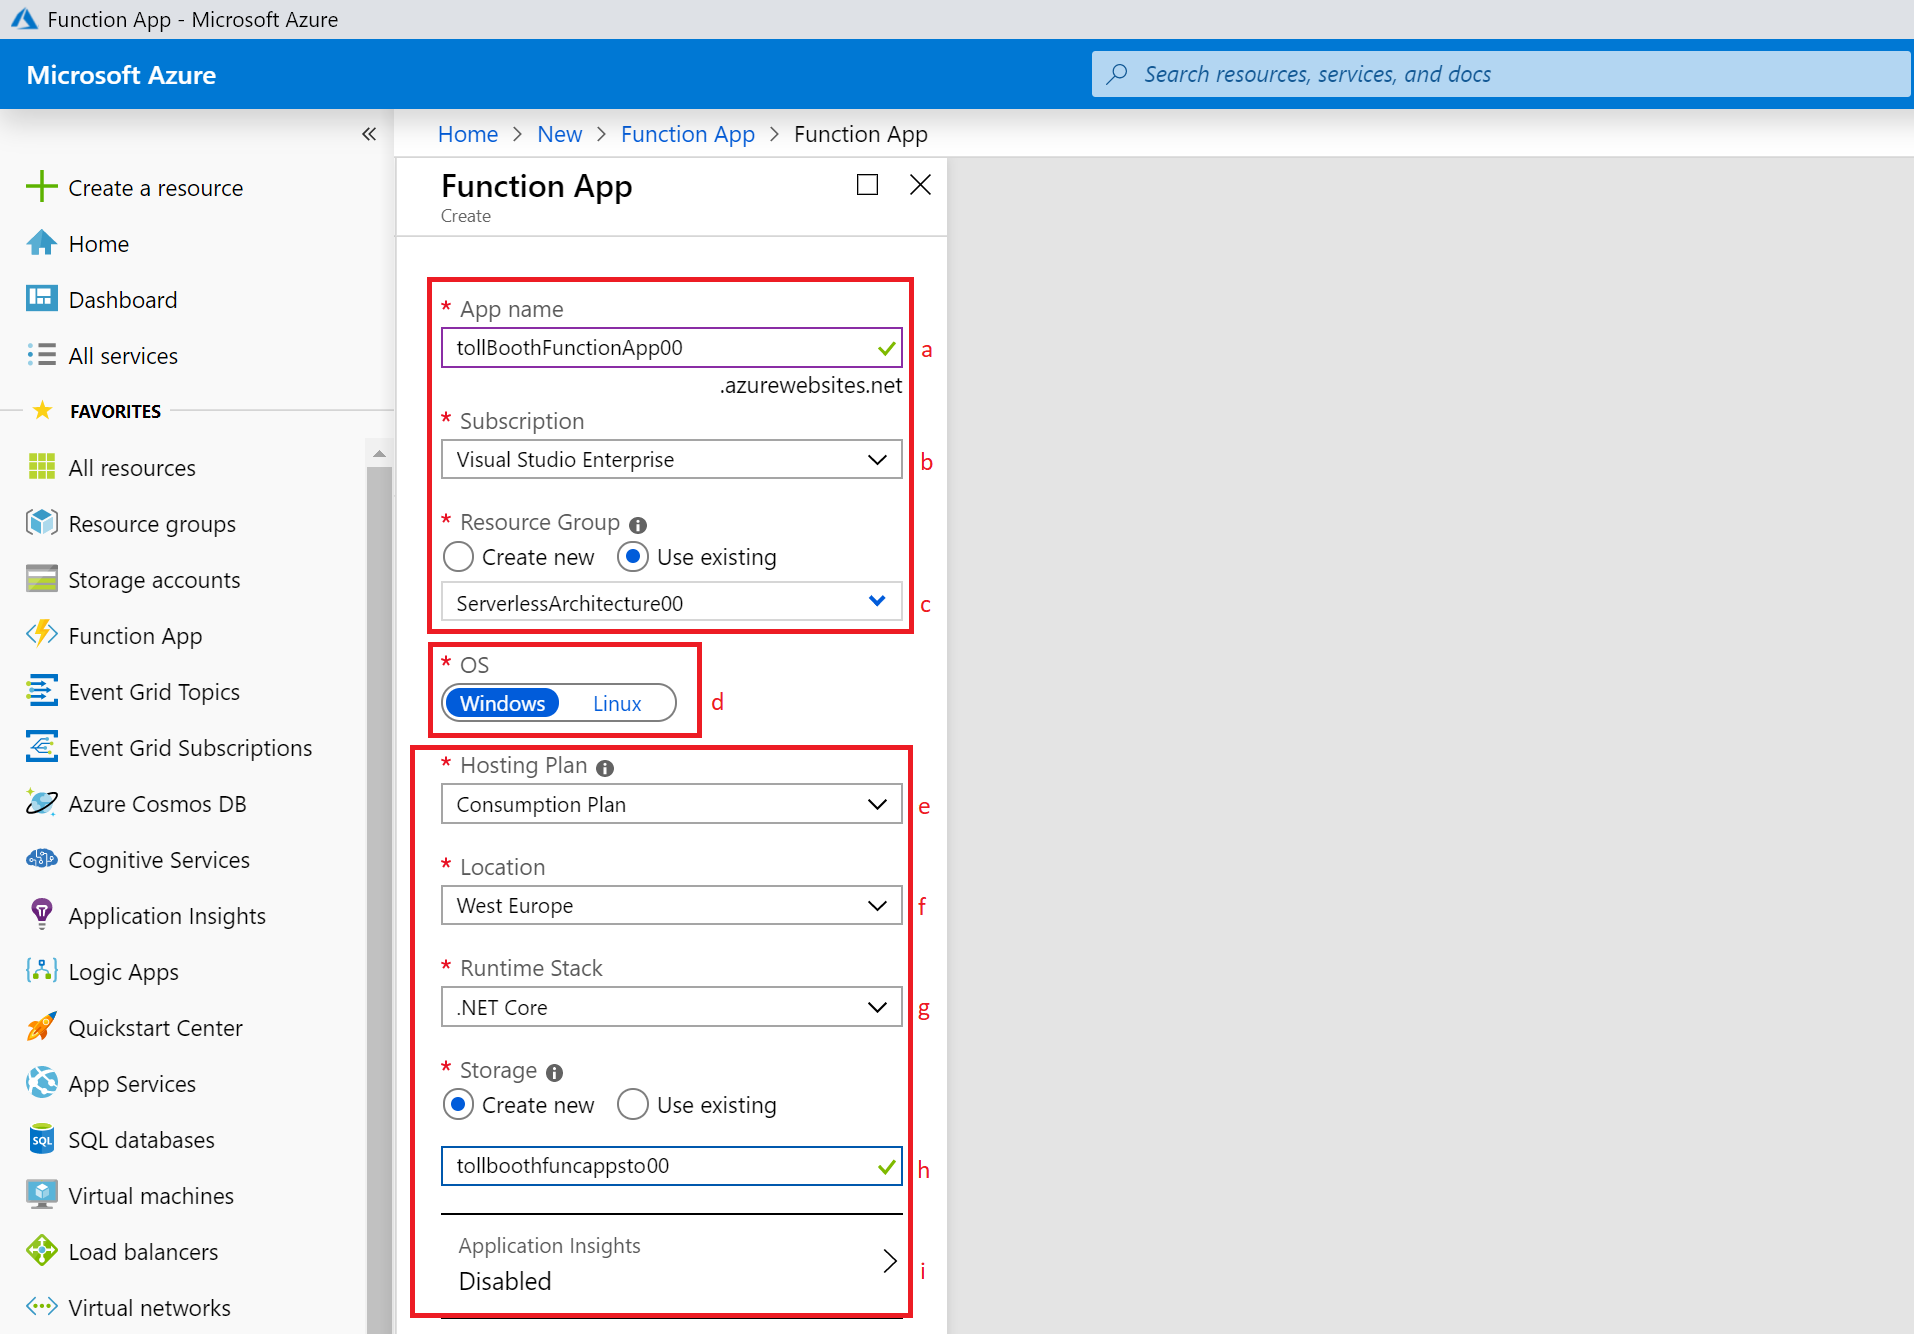 Function App - Microsoft Azure
Microsoft Azure
Search resources, services, and docs
«
Create a resource
Home
Dashboard
All services
FAVORITES
All resources
Resource groups
Storage accounts
Function App
Event Grid Topics
Event Grid Subscriptions
Azure Cosmos DB
Cognitive Services
Application Insights
Logic Apps
Quickstart Center
App Services
SQL
SQL databases
Virtual machines
Load balancers
Virtual networks
Home > New > Function App > Function App
Function App
Create
* App name
tollBoothFunctionApp00 a
.azurewebsites.net
* Subscription
Visual Studio Enterprise b
* Resource Group
Create new Use existing
ServerlessArchitecture00 c
* OS
Windows Linux d
* Hosting Plan
Consumption Plan e
* Location
West Europe f
* Runtime Stack
.NET Core g
* Storage
Create new Use existing
tollboothfuncappsto00 h
Application Insights
Disabled i